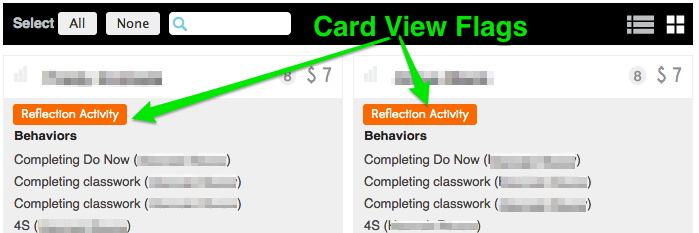 Select All None Card View Flags
8 $ 7
8 $ 7
Reflection Activity
Behaviors
Completing Do Now ( )
Completing classwork ( )
Completing classwork ( )
4S ( )
Reflection Activity
Behaviors
Completing Do Now ( )
Completing classwork ( )
Completing classwork ( )
4S ( )